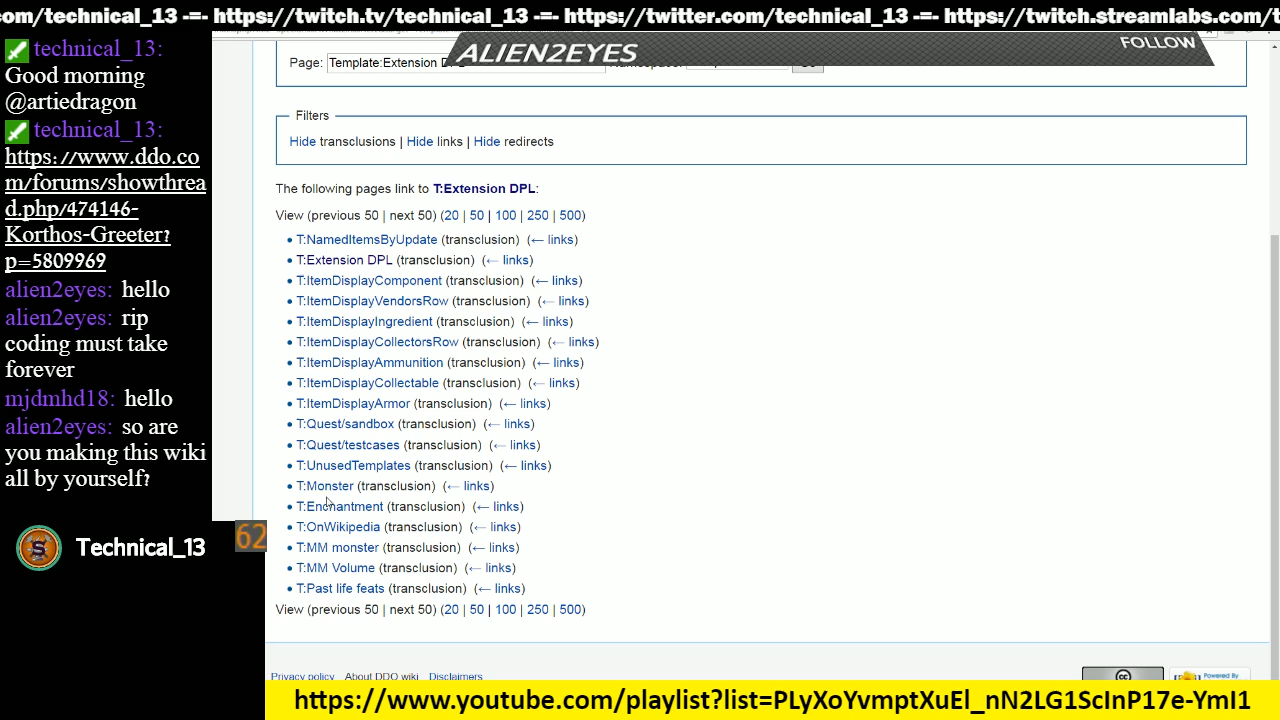 com/technical_13 -=- https://twitch.tv/technical_13 -=- https://twitter.com/technical_13 -=- https://twitch.streamlabs.com/t
technical_13:
Good morning
@artiedragon
technical_13:
https://www.ddo.co
m/forums/showthrea
d.php/474146-
Korthos-Greeter?
p=5809969
alien2eyes: hello
alien2eyes: rip
coding must take
forever
mjdmhd18: hello
alien2eyes: so are
you making this wiki
all by yourself?
Technical_13
62
ALIEN2EYES
FOLLOW
Page: Template:Extension
Filters
Hide transclusions | Hide links | Hide redirects
The following pages link to T:Extension DPL:
View (previous 50 | next 50) (20 | 50 | 100 | 250 | 500)
• T:NamedItemsByUpdate (transclusion) (← links)
• T:Extension DPL (transclusion) (← links)
• T:ItemDisplayComponent (transclusion) (← links)
• T:ItemDisplayVendorsRow (transclusion) (← links)
• T:ItemDisplayIngredient (transclusion) (← links)
• T:ItemDisplayCollectorsRow (transclusion) (← links)
• T:ItemDisplayAmmunition (transclusion) (← links)
• T:ItemDisplayCollectable (transclusion) (← links)
• T:ItemDisplayArmor (transclusion) (← links)
• T:Quest/sandbox (transclusion) (← links)
• T:Quest/testcases (transclusion) (← links)
• T:UnusedTemplates (transclusion) (← links)
• T:Monster (transclusion) (← links)
• T:Enchantment (transclusion) (← links)
• T:OnWikipedia (transclusion) (← links)
• T:MM monster (transclusion) (← links)
• T:MM Volume (transclusion) (← links)
• T:Past life feats (transclusion) (← links)
View (previous 50 | next 50) (20 | 50 | 100 | 250 | 500)
Privacy policy About DDO wiki Disclaimers
cc
Powered By
https://www.youtube.com/playlist?list=PLyXoYvmptXuEl_nN2LG1ScInP17e-YmI1